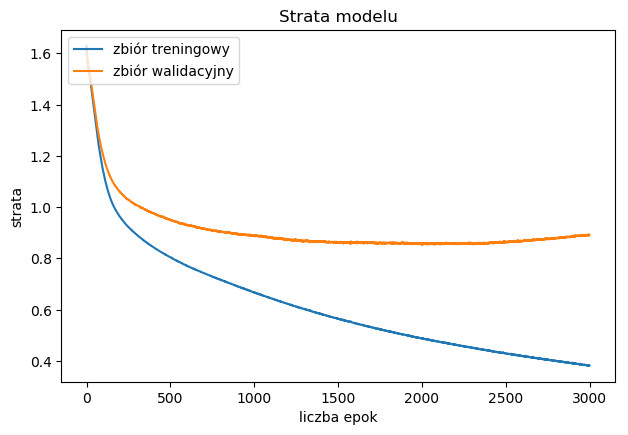 Strata modelu
zbiór treningowy
zbiór walidacyjny
strata
1.6
1.4
1.2
1.0
0.8
0.6
0.4
0 500 1000 1500 2000 2500 3000
liczba epok